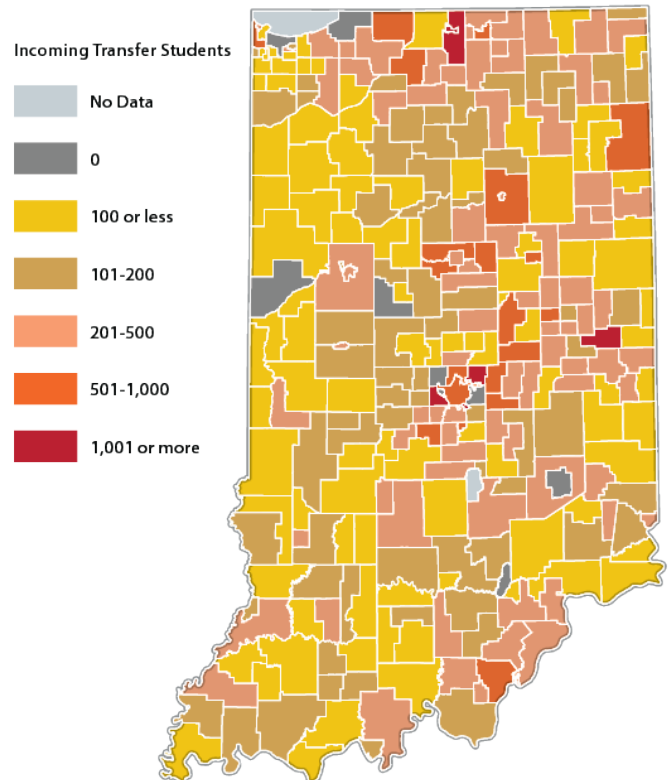 Incoming Transfer Students
No Data
0
100 or less
101-200
201-500
501-1,000
1,001 or more